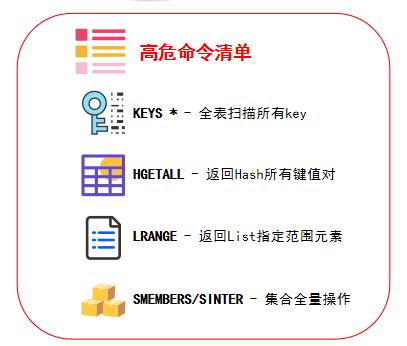 高危命令清单
KEYS * - 全表扫描所有key
HGETALL - 返回Hash所有键值对
LRANGE - 返回List指定范围元素
SMEMBERS/SINTER - 集合全量操作